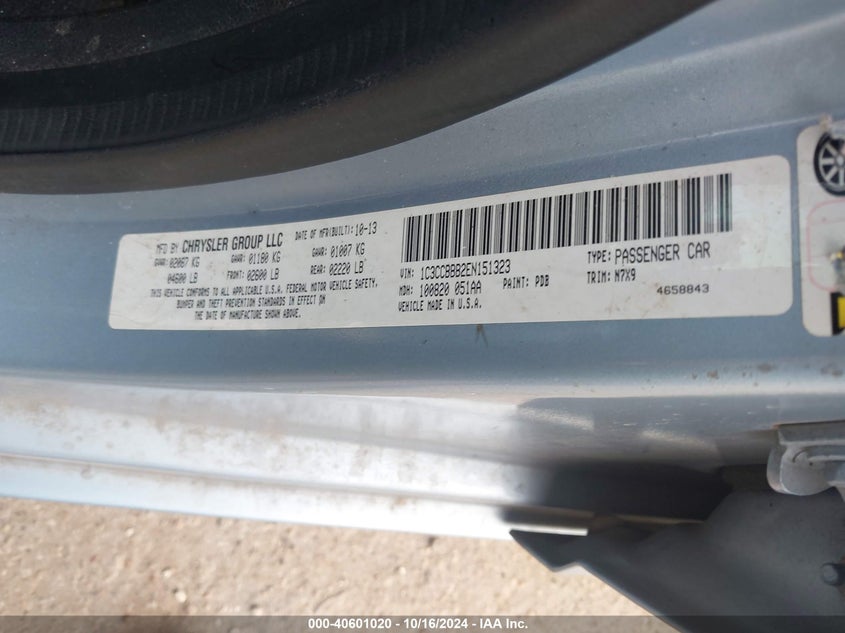 MFD BY CHRYSLER GROUP LLC
DATE OF MFR(BUILT): 10-13
GVWR: 02087 KG
GAWR: 01180 KG
GAWR: 01007 KG
04600 LB
FRONT: 02600 LB
REAR: 02220 LB
THIS VEHICLE CONFORMS TO ALL APPLICABLE U.S.A. FEDERAL MOTOR VEHICLE SAFETY,
BUMPER AND THEFT PREVENTION STANDARDS IN EFFECT ON
THE DATE OF MANUFACTURE SHOWN ABOVE.
VIN: 1C3CCBBB2EN151323
TYPE: PASSENGER CAR
MDH: 100820 051AA
PAINT: PDB
TRIM: N7X9
VEHICLE MADE IN U.S.A.
4658843
000-40601020 - 10/16/2024 - IAA Inc.